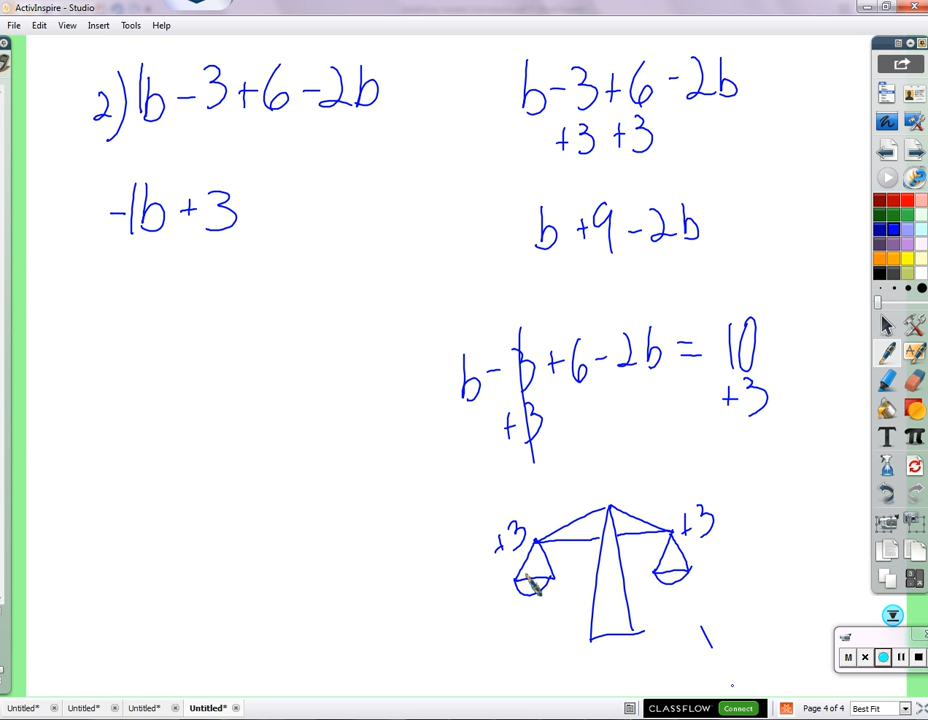 ActivInspire - Studio
File Edit View Insert Tools Help
2) 1b - 3 + 6 - 2b
-1b + 3
b - 3 + 6 - 2b
+3 +3
b + 9 - 2b
b - 3 + 6 - 2b = 10
+3 +3
+3 +3
M
Untitled* Untitled* Untitled* Untitled*
CLASSFLOW Connect
Page 4 of 4
Best Fit